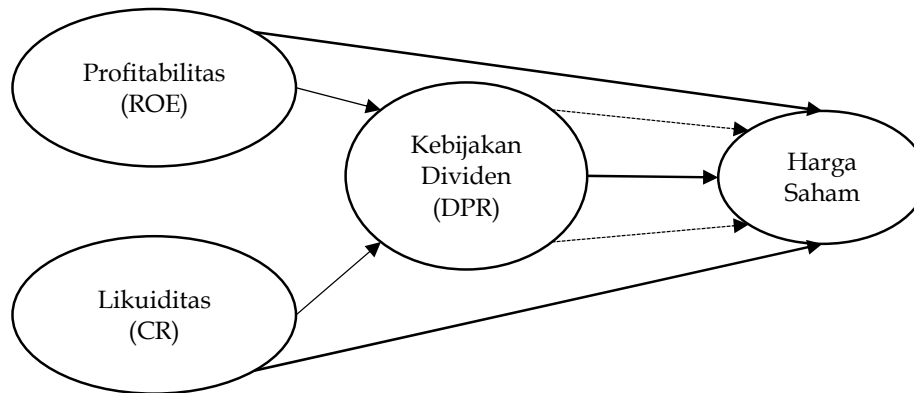 Profitabilitas
(ROE)
Kebijakan
Dividen
(DPR)
Harga
Saham
Likuiditas
(CR)